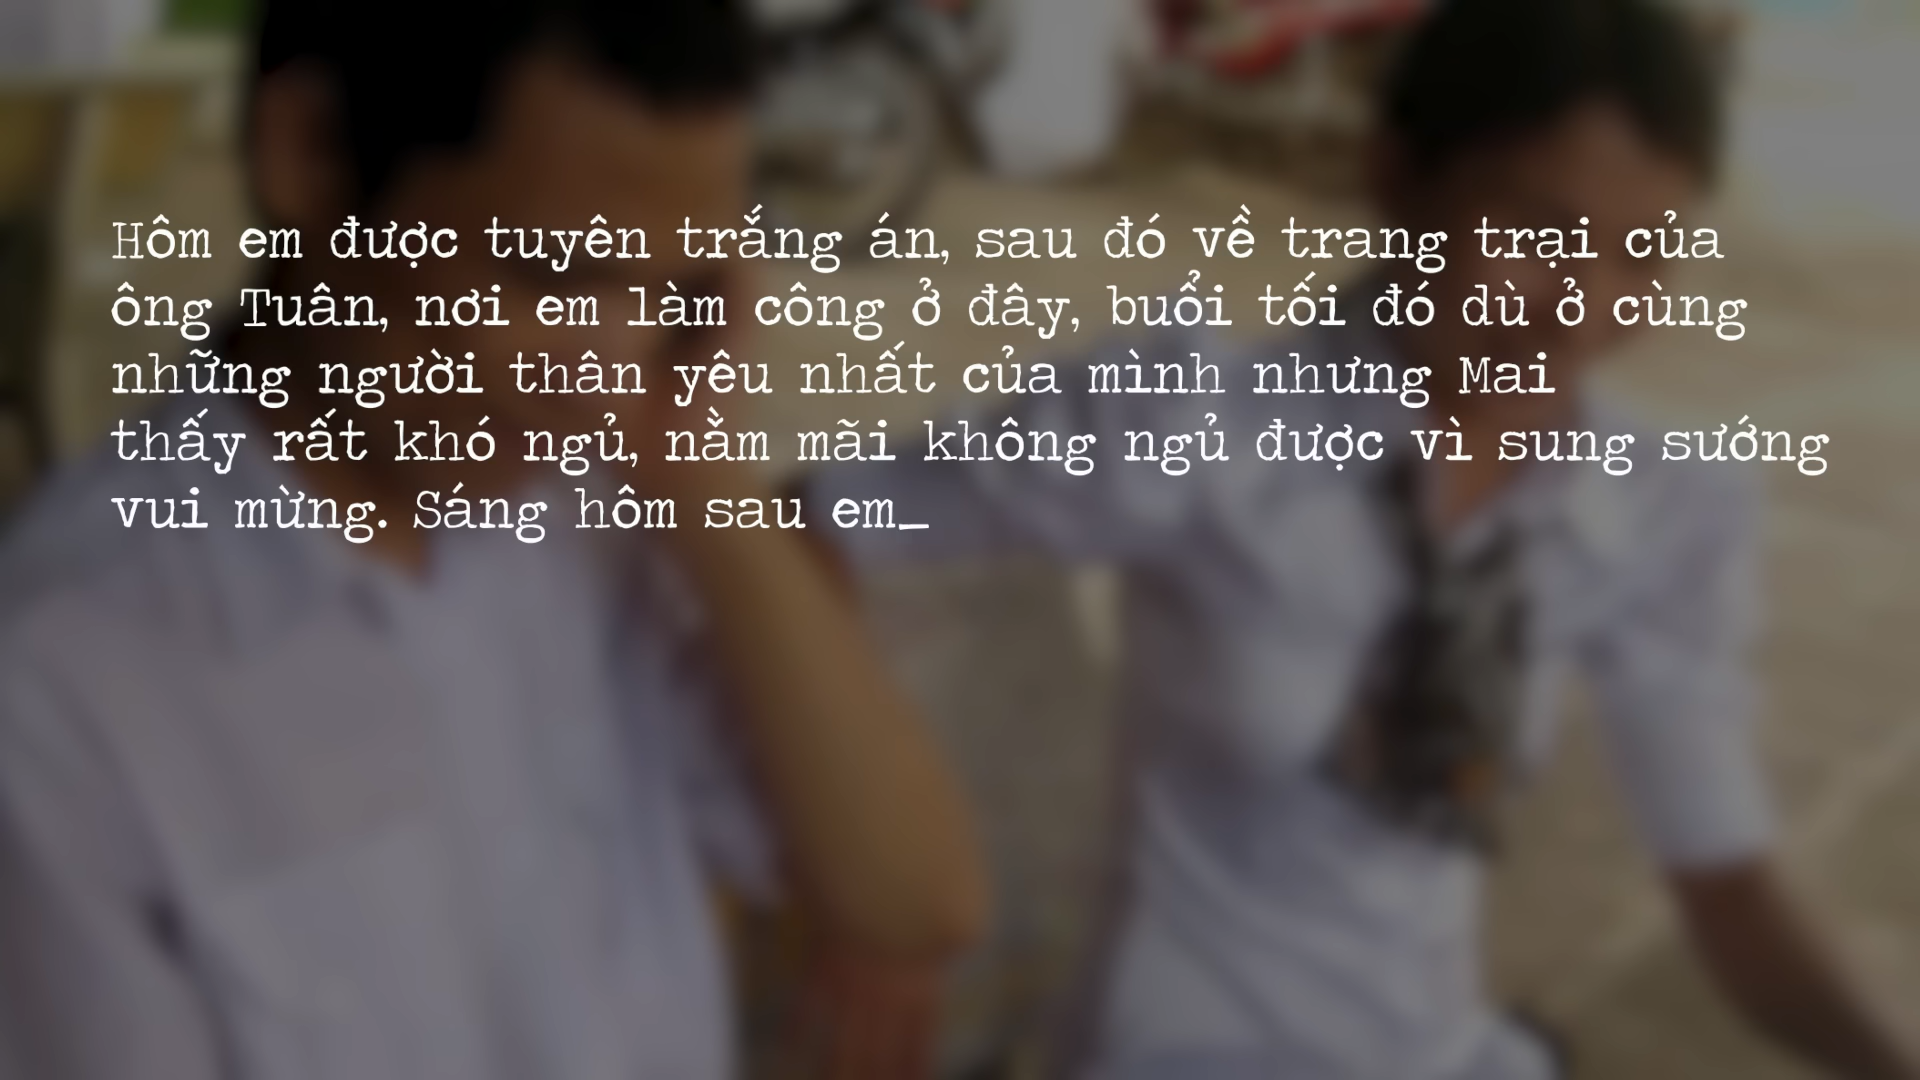 Hôm em được tuyên trắng án, sau đó về trang trại của
ông Tuân, nơi em làm công ở đây, buổi tối đó dù ở cùng
những người thân yêu nhất của mình nhưng Mai
thấy rất khó ngủ, nằm mãi không ngủ được vì sung sướng
vui mừng. Sáng hôm sau em_